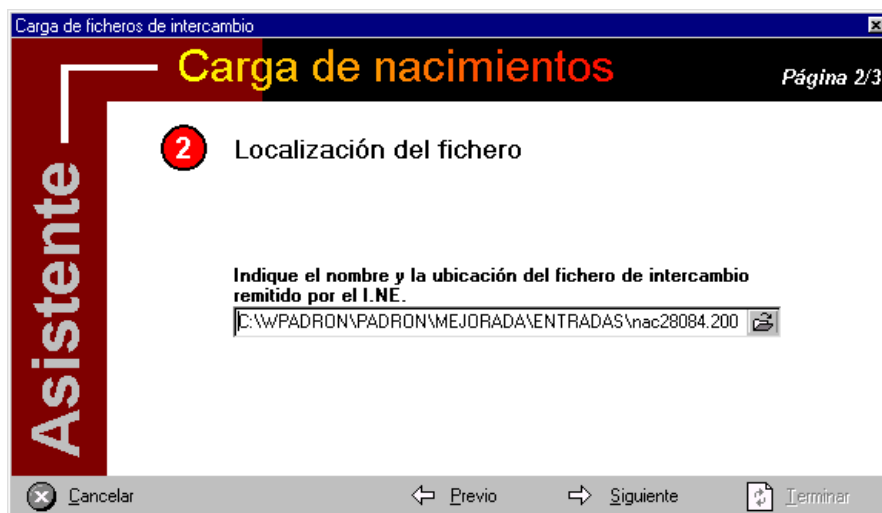 Carga de ficheros de intercambio
Carga de nacimientos
Página 2/3
Asistente
2 Localización del fichero
Indique el nombre y la ubicación del fichero de intercambio
remitido por el I.NE.
C:\WPADRON\PADRON\MEJORADA\ENTRADAS\nac28084.200
Cancelar Previo Siguiente Terminar